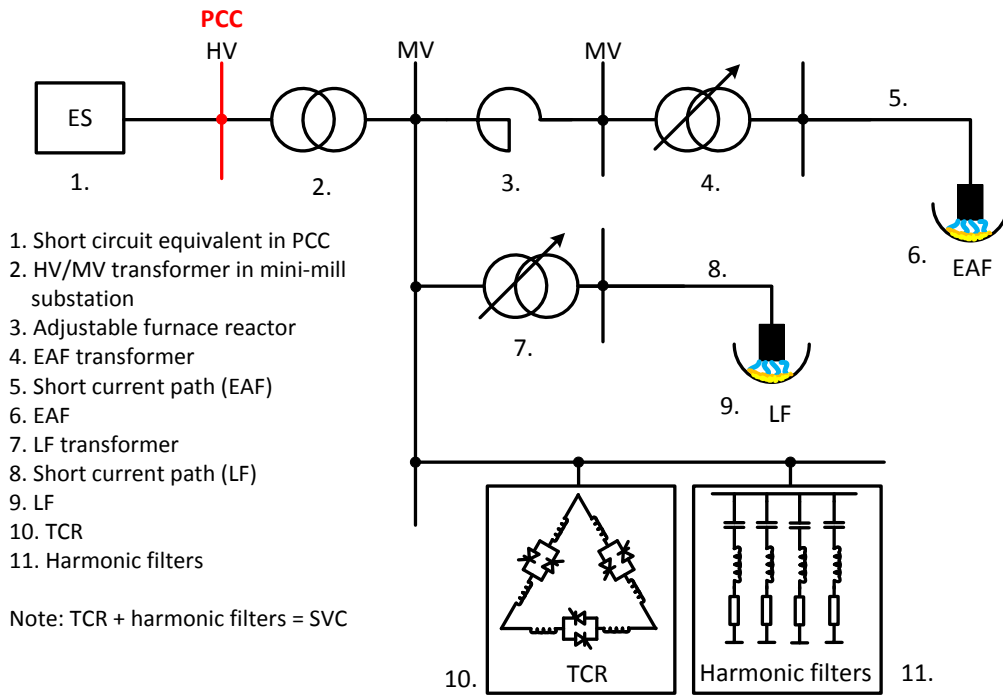 PCC
HV
MV
MV
ES
1.
2.
3.
4.
5.
6.
EAF
7.
8.
9.
LF
1. Short circuit equivalent in PCC
2. HV/MV transformer in mini-mill
substation
3. Adjustable furnace reactor
4. EAF transformer
5. Short current path (EAF)
6. EAF
7. LF transformer
8. Short current path (LF)
9. LF
10. TCR
11. Harmonic filters
Note: TCR + harmonic filters = SVC
10.
TCR
Harmonic filters
11.